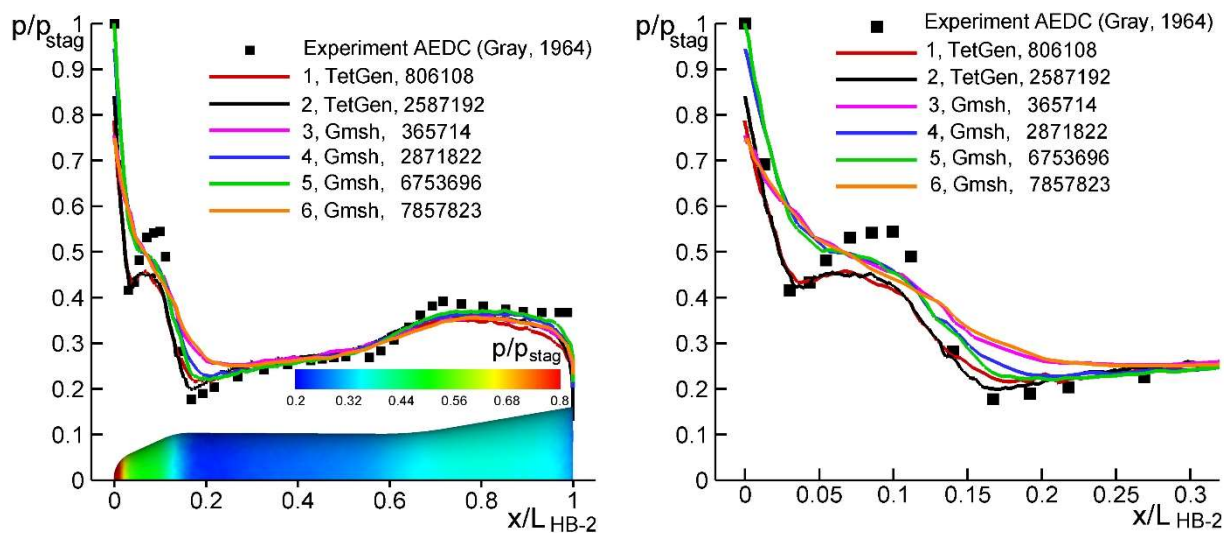 p/p stag
1
0.9
0.8
0.7
0.6
0.5
0.4
0.3
0.2
0.1
0
Experiment AEDC (Gray, 1964)
1, TetGen, 806108
2, TetGen, 2587192
3, Gmsh, 365714
4, Gmsh, 2871822
5, Gmsh, 6753696
6, Gmsh, 7857823
p/p stag
0.2 0.32 0.44 0.56 0.68 0.8
0 0.2 0.4 0.6 0.8 1
x/L HB-2
p/p stag
1
0.9
0.8
0.7
0.6
0.5
0.4
0.3
0.2
0.1
0
Experiment AEDC (Gray, 1964)
1, TetGen, 806108
2, TetGen, 2587192
3, Gmsh, 365714
4, Gmsh, 2871822
5, Gmsh, 6753696
6, Gmsh, 7857823
0 0.05 0.1 0.15 0.2 0.25 0.3
x/L HB-2